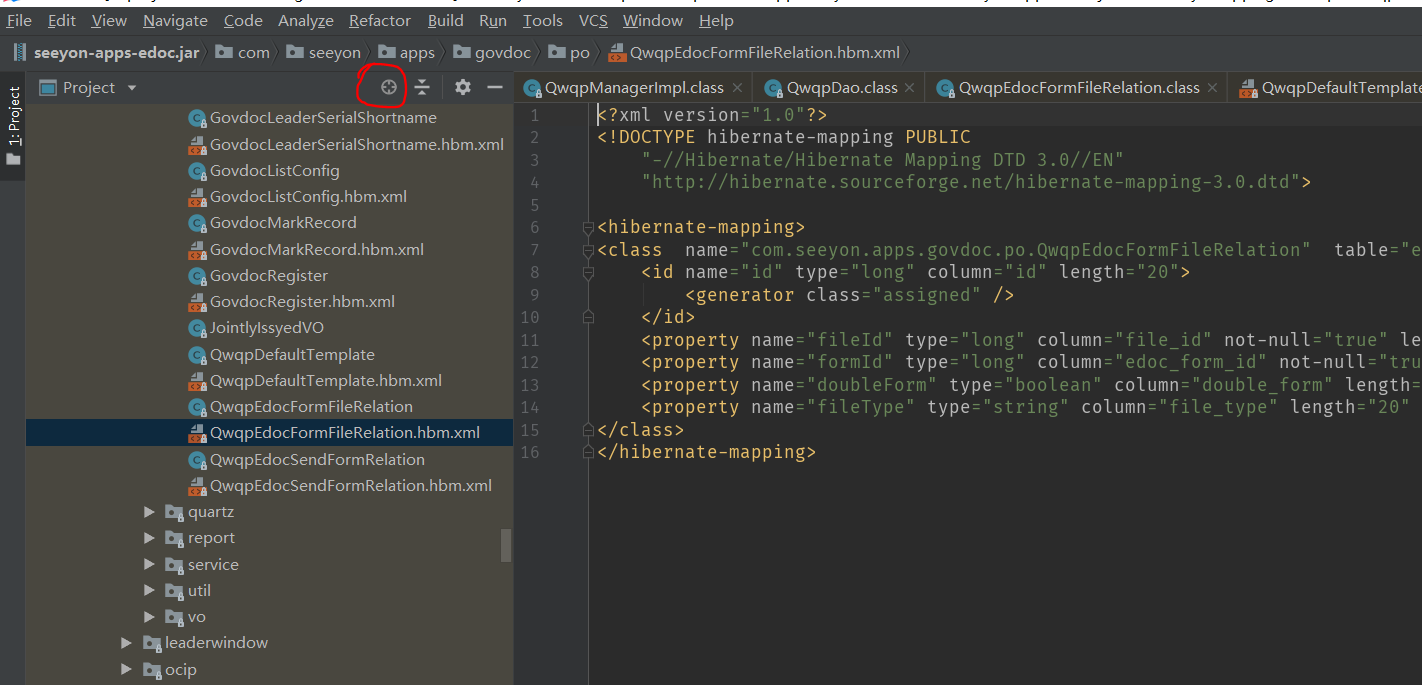 File Edit View Navigate Code Analyze Refactor Build Run Tools VCS Window Help
seeyon-apps-edoc.jar com seeyon apps govdoc po QwqpEdocFormFileRelation.hbm.xml
1: Project
Project
QwqpManagerImpl.class QwqpDao.class QwqpEdocFormFileRelation.class QwqpDefaultTemplate
GovdocLeaderSerialShortname
GovdocLeaderSerialShortname.hbm.xml
GovdocListConfig
GovdocListConfig.hbm.xml
GovdocMarkRecord
GovdocMarkRecord.hbm.xml
GovdocRegister
GovdocRegister.hbm.xml
JointlyIssyedVO
QwqpDefaultTemplate
QwqpDefaultTemplate.hbm.xml
QwqpEdocFormFileRelation
QwqpEdocFormFileRelation.hbm.xml
QwqpEdocSendFormRelation
QwqpEdocSendFormRelation.hbm.xml
quartz
report
service
util
vo
leaderwindow
ocip
1 <?xml version="1.0"?>
2 <!DOCTYPE hibernate-mapping PUBLIC
3 "-//Hibernate/Hibernate Mapping DTD 3.0//EN"
4 "http://hibernate.sourceforge.net/hibernate-mapping-3.0.dtd">
5
6 <hibernate-mapping>
7 <class name="com.seeyon.apps.govdoc.po.QwqpEdocFormFileRelation" table="e
8 <id name="id" type="long" column="id" length="20">
9 <generator class="assigned" />
10 </id>
11 <property name="fileId" type="long" column="file_id" not-null="true" le
12 <property name="formId" type="long" column="edoc_form_id" not-null="tru
13 <property name="doubleForm" type="boolean" column="double_form" length=
14 <property name="fileType" type="string" column="file_type" length="20"
15 </class>
16 </hibernate-mapping>